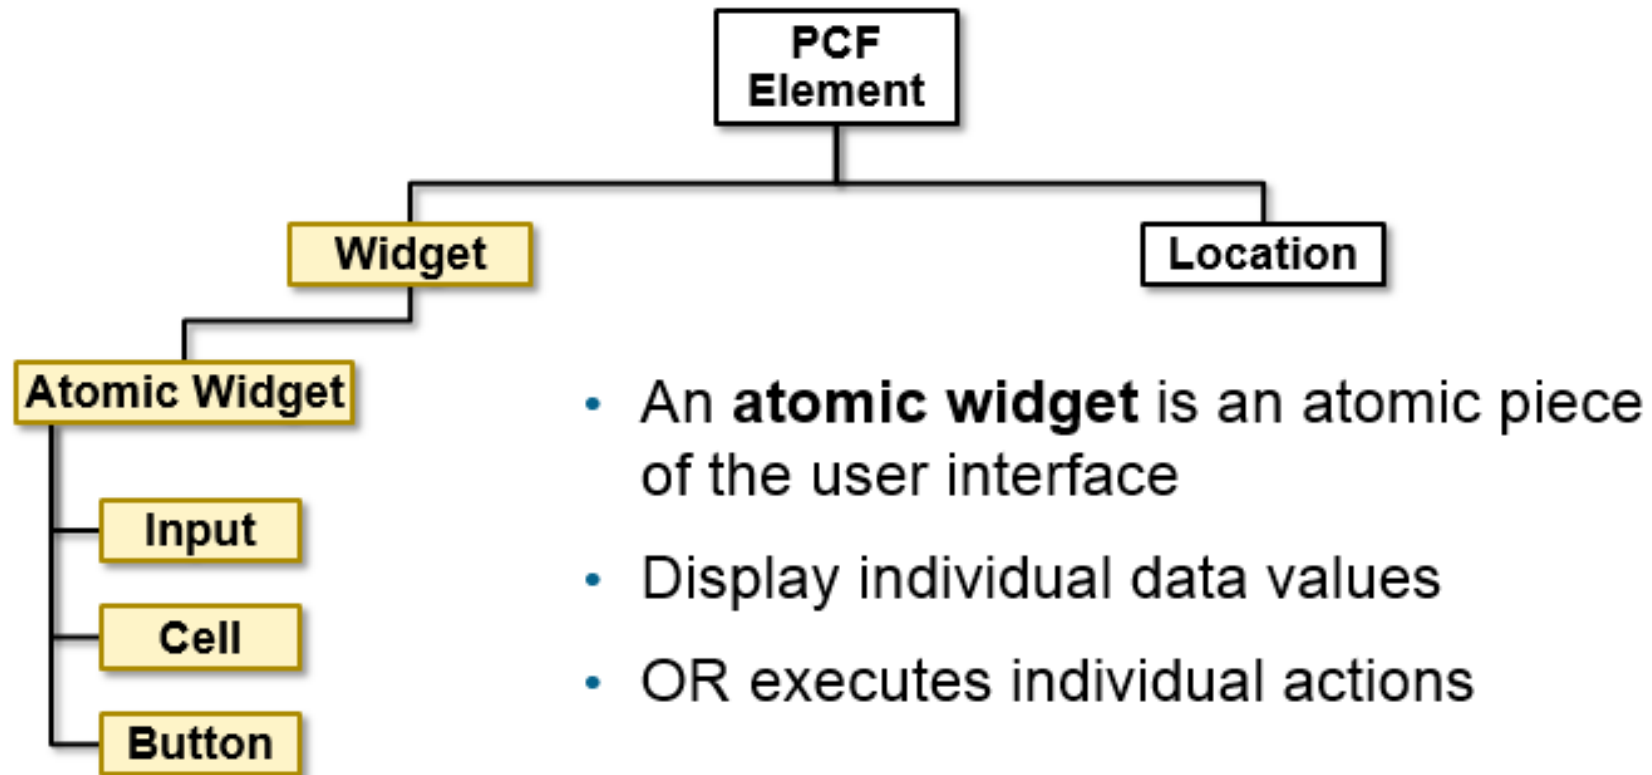 PCF
Element
Widget
Location
Atomic Widget
Input
Cell
Button
• An atomic widget is an atomic piece
of the user interface
• Display individual data values
• OR executes individual actions